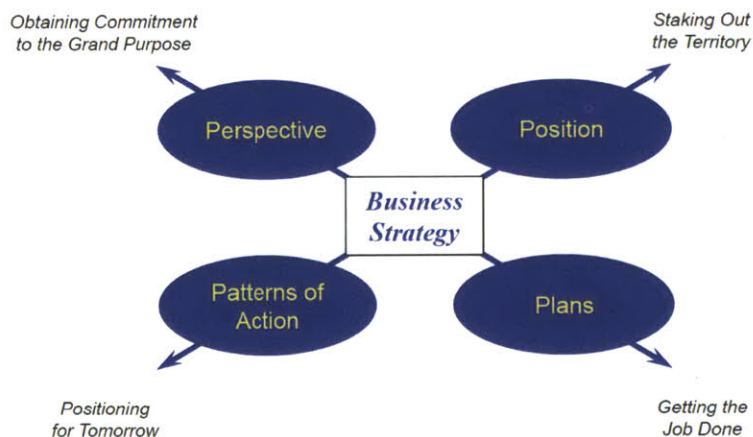 Obtaining Commitment
to the Grand Purpose
Staking Out
the Territory
Perspective
Position
Business
Strategy
Patterns of
Action
Plans
Positioning
for Tomorrow
Getting the
Job Done